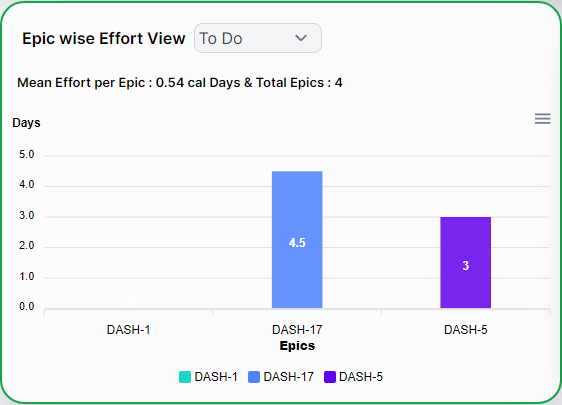 Epic wise Effort View To Do
Mean Effort per Epic : 0.54 cal Days & Total Epics : 4
Days
5.0
4.0
3.0
2.0
1.0
0.0
4.5
3
DASH-1 DASH-17 DASH-5
Epics
DASH-1 DASH-17 DASH-5